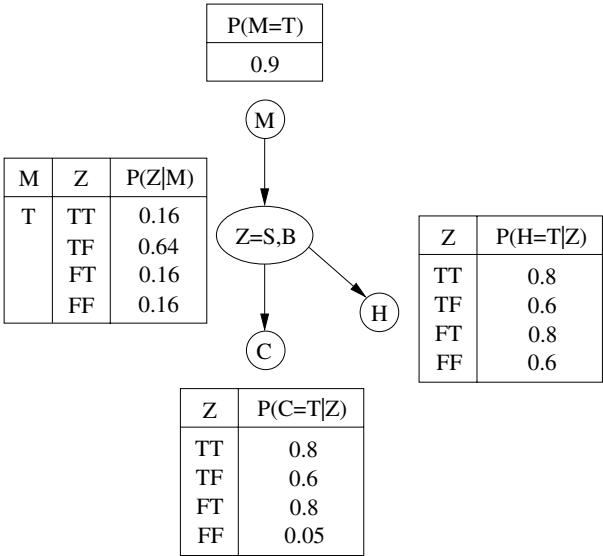 P(M=T)
0.9
M
M Z P(Z|M)
T TT 0.16
TF 0.64
FT 0.16
FF 0.16
Z=S,B
Z P(H=T|Z)
TT 0.8
TF 0.6
FT 0.8
FF 0.6
H
C
Z P(C=T|Z)
TT 0.8
TF 0.6
FT 0.8
FF 0.05